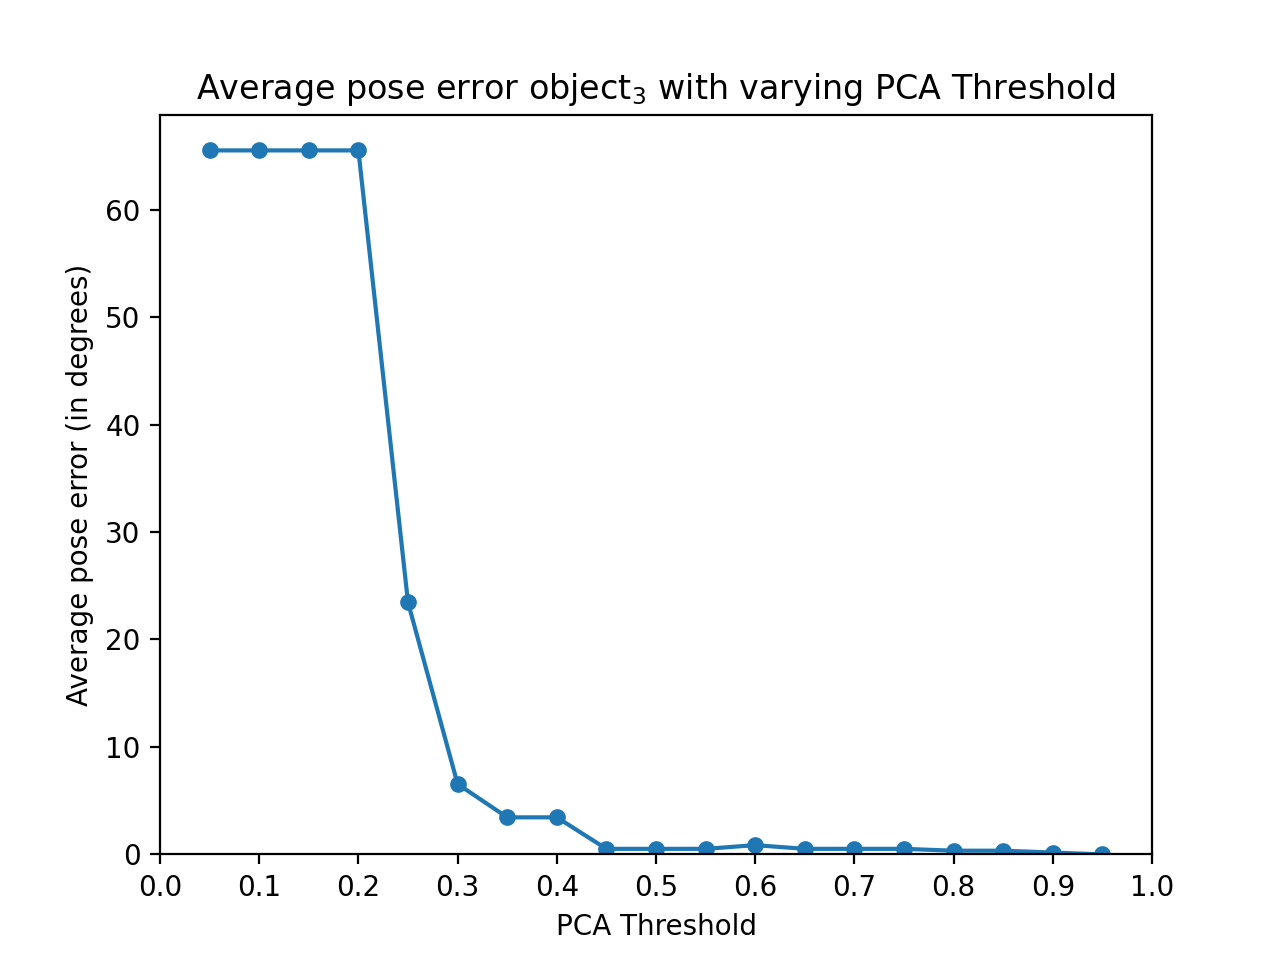 Average pose error object₃ with varying PCA Threshold
60
50
40
30
20
10
0
Average pose error (in degrees)
0.0 0.1 0.2 0.3 0.4 0.5 0.6 0.7 0.8 0.9 1.0
PCA Threshold